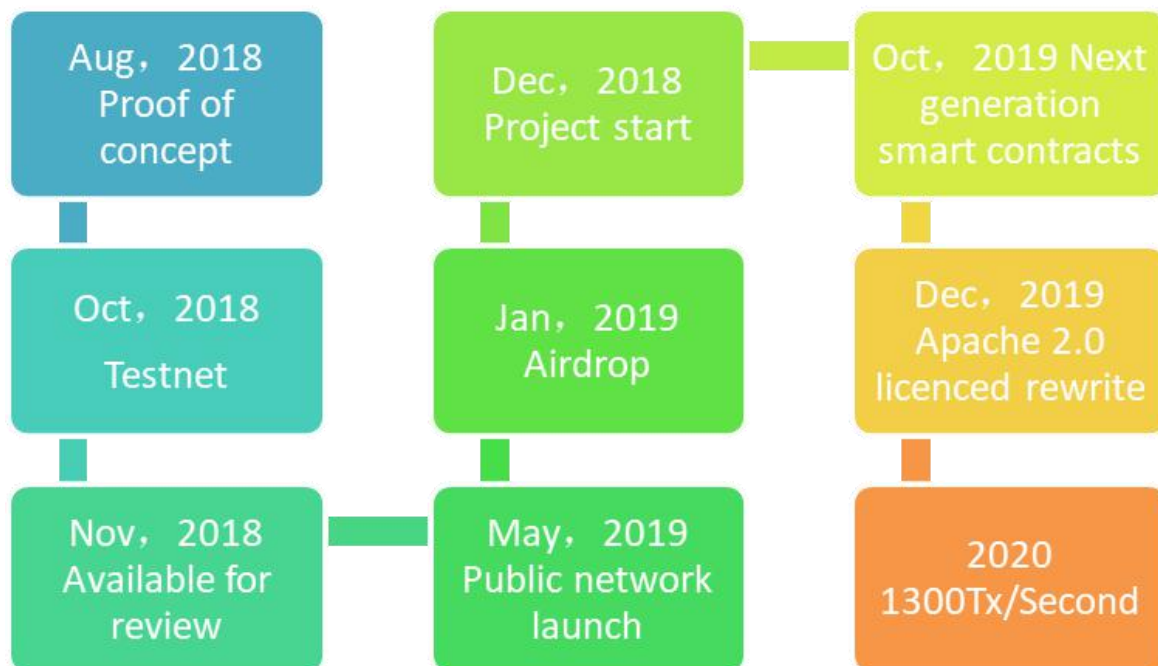 Aug，2018
Proof of
concept
Oct，2018
Testnet
Nov，2018
Available for
review
Dec，2018
Project start
Jan，2019
Airdrop
May，2019
Public network
launch
Oct，2019 Next
generation
smart contracts
Dec，2019
Apache 2.0
licenced rewrite
2020
1300Tx/Second